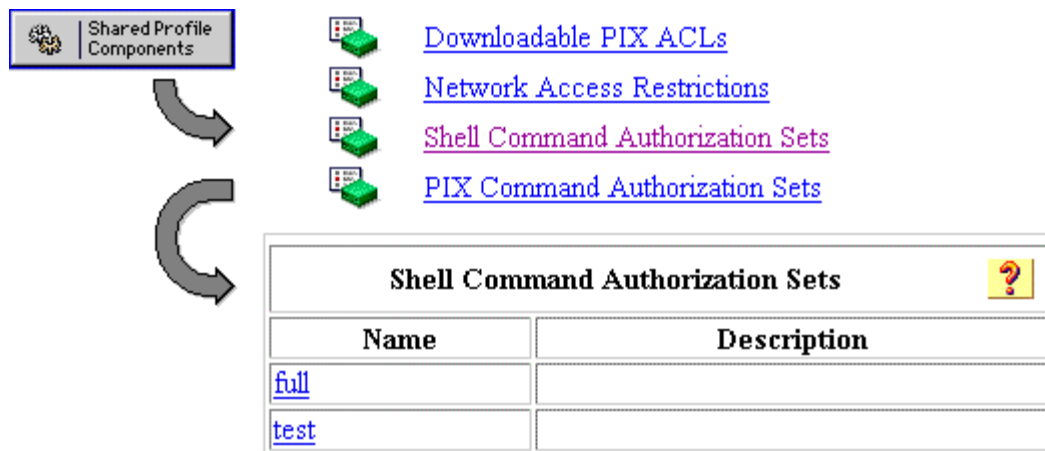 Shared Profile
Components
Downloadable PIX ACLs
Network Access Restrictions
Shell Command Authorization Sets
PIX Command Authorization Sets
Shell Command Authorization Sets ?
Name Description
full
test